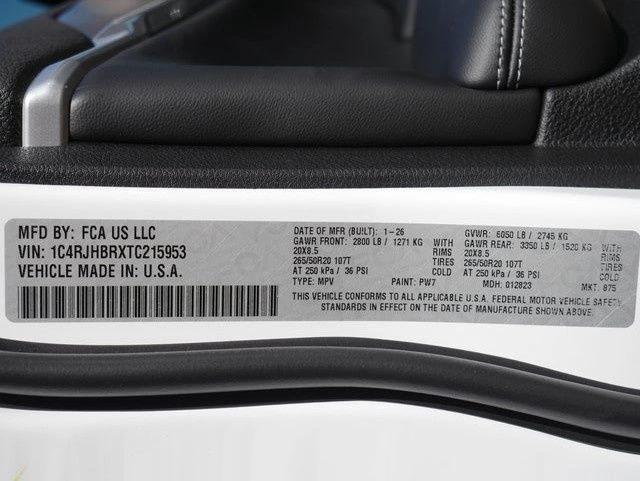 MFD BY: FCA US LLC
VIN: 1C4RJHBRXTC215953
VEHICLE MADE IN: U.S.A.
DATE OF MFR (BUILT): 1-26 GVWR: 6050 LB / 2745 KG
GAWR FRONT: 2800 LB / 1271 KG WITH GAWR REAR: 3350 LB / 1520 KG WITH
20X8.5 RIMS 20X8.5 RIMS
265/50R20 107T TIRES 265/50R20 107T TIRES
AT 250 kPa / 36 PSI COLD AT 250 kPa / 36 PSI COLD
TYPE: MPV PAINT: PW7 MDH: 012823 MKT: 875
THIS VEHICLE CONFORMS TO ALL APPLICABLE U.S.A. FEDERAL MOTOR VEHICLE SAFETY
STANDARDS IN EFFECT ON THE DATE OF MANUFACTURE SHOWN ABOVE